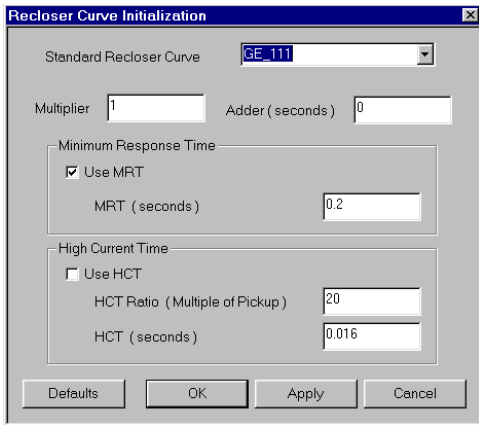 Recloser Curve Initialization
Standard Recloser Curve GE_111
Multiplier 1 Adder ( seconds ) 0
Minimum Response Time
Use MRT
MRT ( seconds ) 0.2
High Current Time
Use HCT
HCT Ratio ( Multiple of Pickup ) 20
HCT ( seconds ) 0.016
Defaults OK Apply Cancel